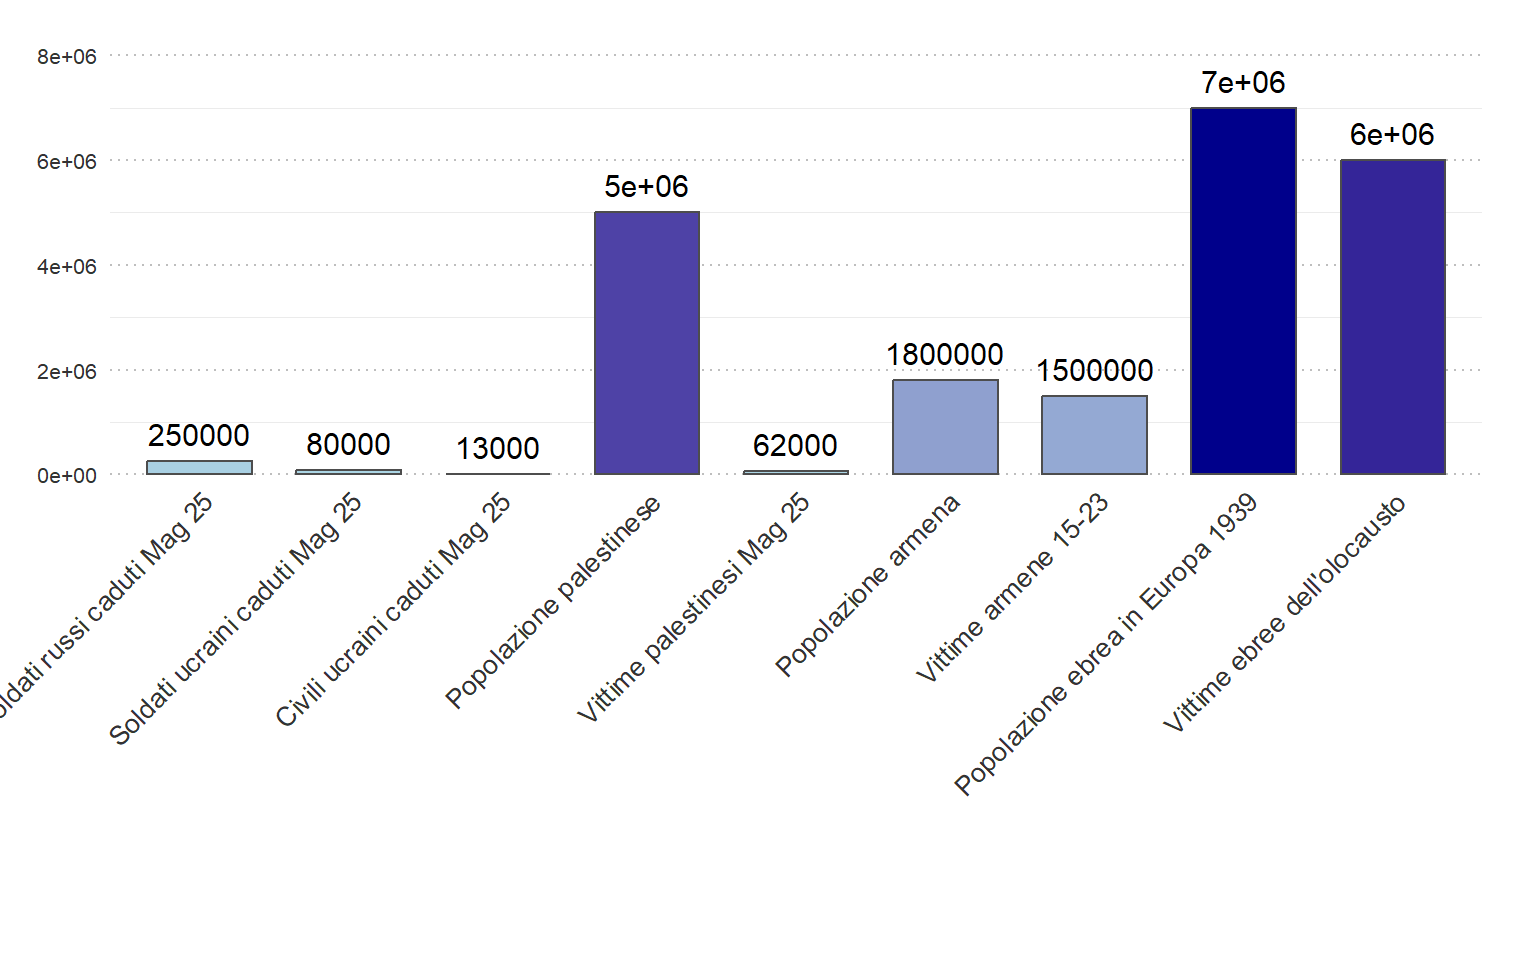 8e+06
6e+06
4e+06
2e+06
0e+00
250000
80000
13000
5e+06
62000
1800000
1500000
7e+06
6e+06
oldati russi caduti Mag 25
Soldati ucraini caduti Mag 25
Civili ucraini caduti Mag 25
Popolazione palestinese
Vittime palestinesi Mag 25
Popolazione armena
Vittime armene 15-23
Popolazione ebrea in Europa 1939
Vittime ebree dell'olocausto